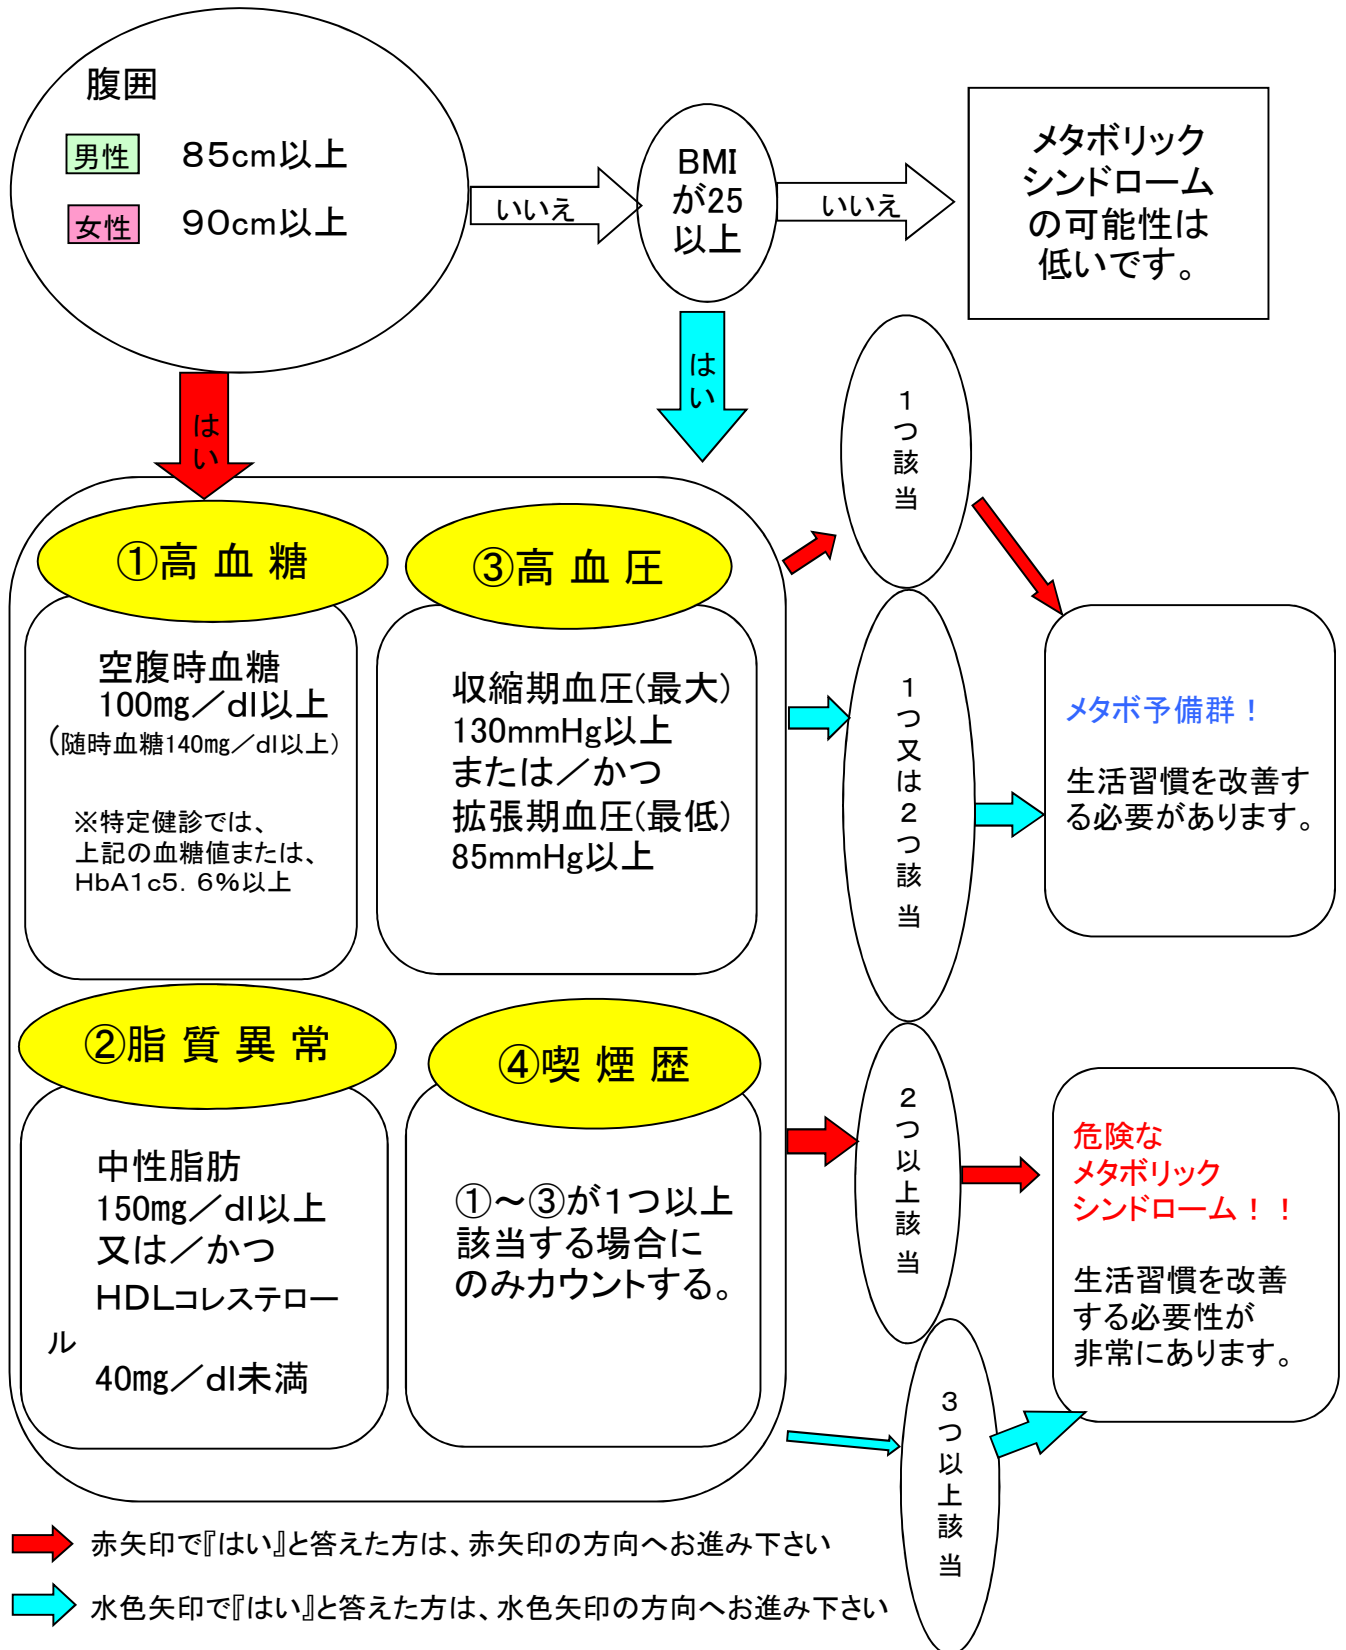 腹囲
男性 85cm以上
女性 90cm以上
いいえ
BMI
が25
以上
いいえ
メタボリック
シンドローム
の可能性は
低いです。
はい
はい
①高血糖
空腹時血糖
100㎎／dl以上
(随時血糖140㎎／dl以上)
※特定健診では、
上記の血糖値または、
HbA1c5．6%以上
③高血圧
収縮期血圧(最大)
130mmHg以上
または／かつ
拡張期血圧(最低)
85mmHg以上
②脂質異常
中性脂肪
150㎎／dl以上
又は／かつ
HDLコレステロー
ル
40㎎／dl未満
④喫煙歴
①～③が1つ以上
該当する場合に
のみカウントする。
1つ該当
1つ又は2つ該当
2つ以上該当
3つ以上該当
メタボ予備群！
生活習慣を改善す
る必要があります。
危険な
メタボリック
シンドローム！！
生活習慣を改善
する必要性が
非常にあります。
赤矢印で『はい』と答えた方は、赤矢印の方向へお進み下さい
水色矢印で『はい』と答えた方は、水色矢印の方向へお進み下さい